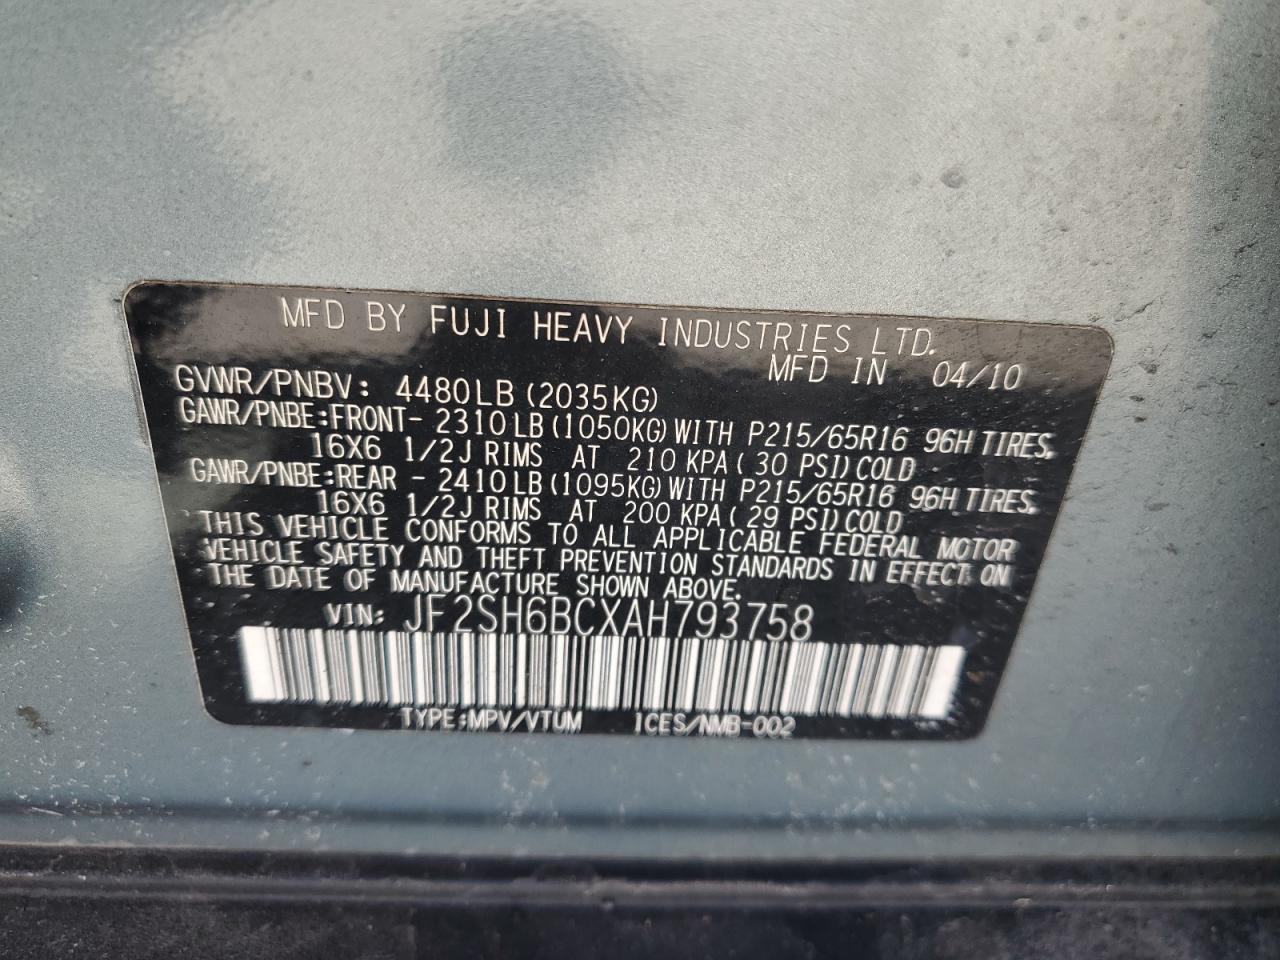 MFD BY FUJI HEAVY INDUSTRIES LTD.
MFD IN 04/10
GVWR/PNBV: 4480LB (2035KG)
GAWR/PNBE:FRONT- 2310LB(1050KG)WITH P215/65R16 96H TIRES,
16X6 1/2J RIMS AT 210 KPA( 30 PSI)COLD
GAWR/PNBE:REAR - 2410LB(1095KG)WITH P215/65R16 96H TIRES,
16X6 1/2J RIMS AT 200 KPA( 29 PSI)COLD
THIS VEHICLE CONFORMS TO ALL APPLICABLE FEDERAL MOTOR
VEHICLE SAFETY AND THEFT PREVENTION STANDARDS IN EFFECT ON
THE DATE OF MANUFACTURE SHOWN ABOVE.
VIN: JF2SH6BCXAH793758
TYPE:MPV/VTUM ICES/NMB-002